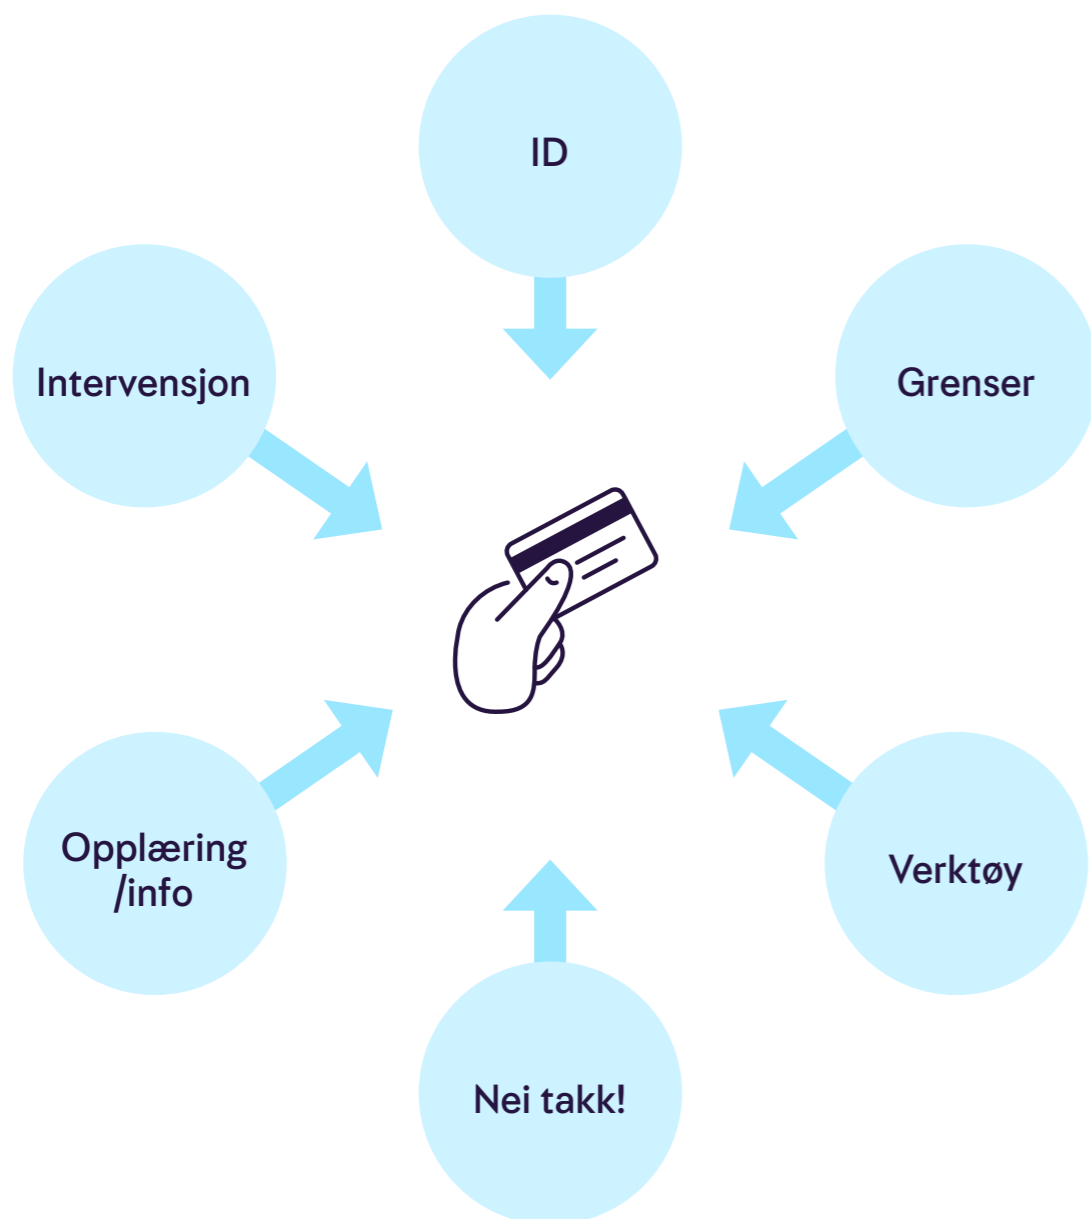 ID
Intervensjon
Grenser
Opplæring
/info
Verktøy
Nei takk!